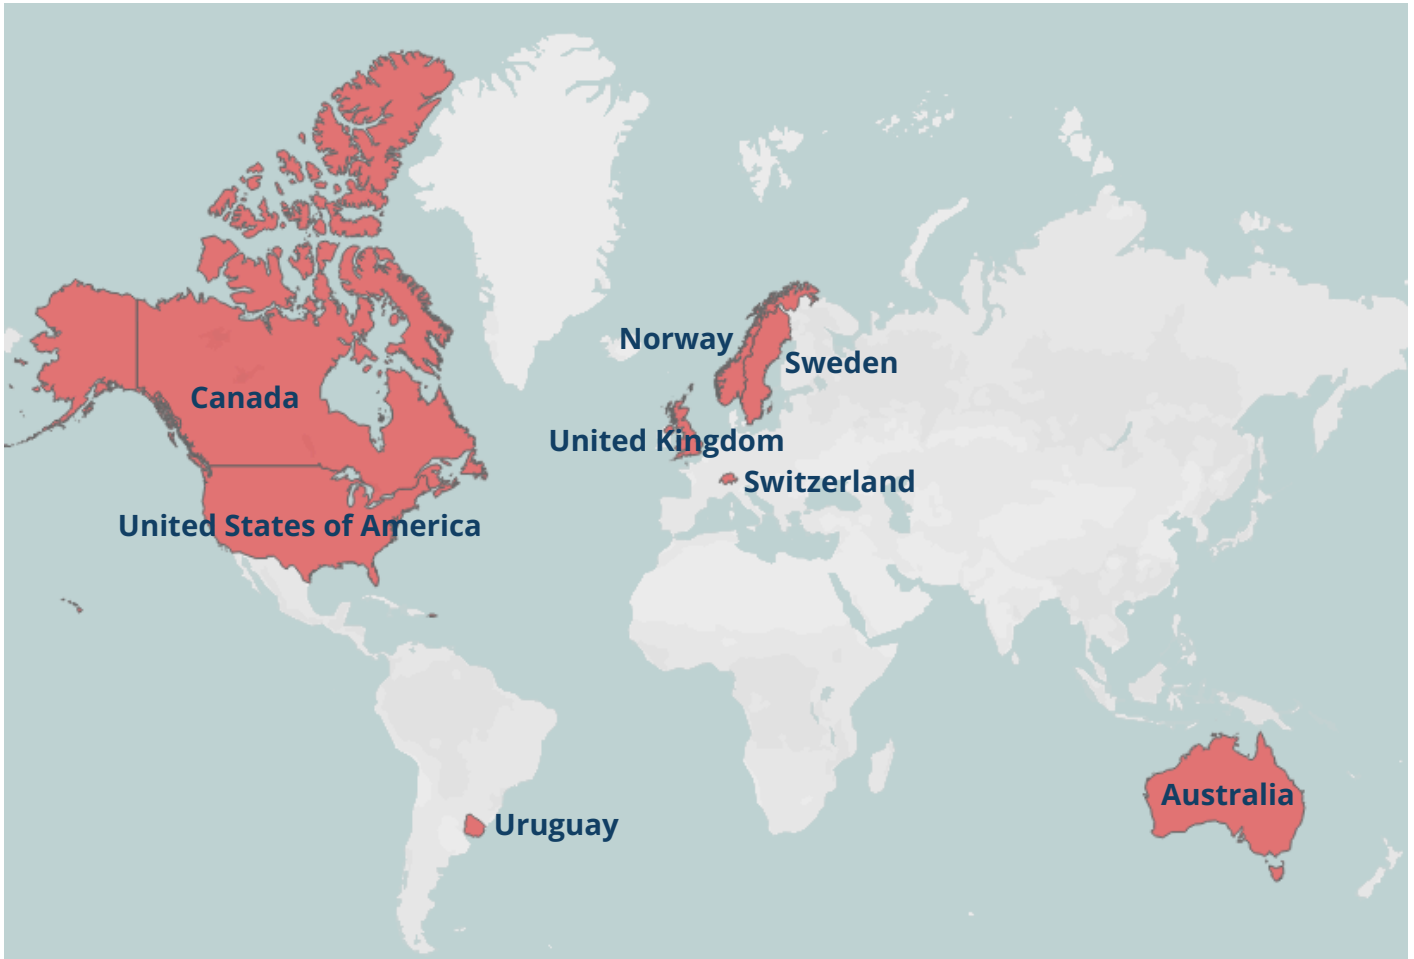 Norway
Sweden
Canada
United Kingdom
Switzerland
United States of America
Australia
Uruguay